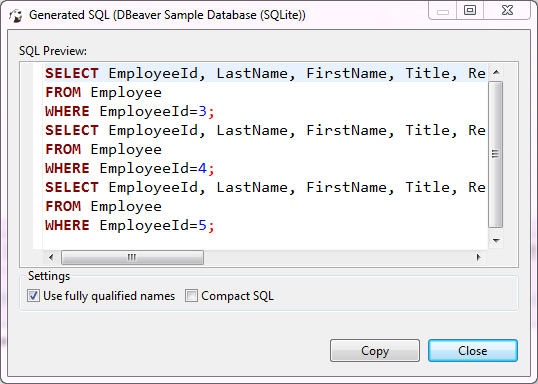 Generated SQL (DBeaver Sample Database (SQLite))
SQL Preview:
SELECT EmployeeId, LastName, FirstName, Title, Re
FROM Employee
WHERE EmployeeId=3;
SELECT EmployeeId, LastName, FirstName, Title, Re
FROM Employee
WHERE EmployeeId=4;
SELECT EmployeeId, LastName, FirstName, Title, Re
FROM Employee
WHERE EmployeeId=5;
Settings
Use fully qualified names Compact SQL
Copy Close